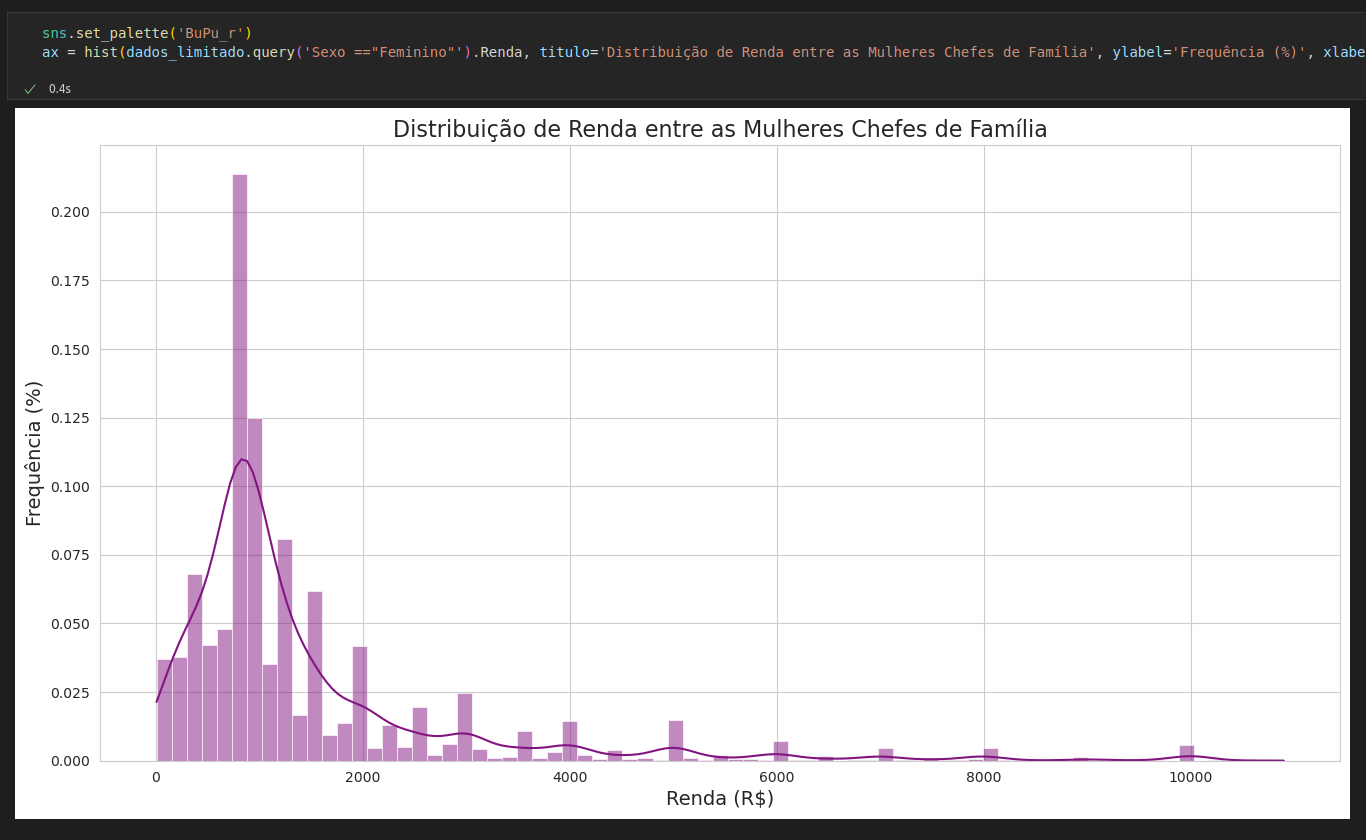 sns.set_palette('BuPu_r')
ax = hist(dados_limitado.query('Sexo =="Feminino"').Renda, titulo='Distribuição de Renda entre as Mulheres Chefes de Família', ylabel='Frequência (%)', xlabe
0.4s
Distribuição de Renda entre as Mulheres Chefes de Família
0.200
0.175
0.150
0.125
0.100
0.075
0.050
0.025
0.000
Frequência (%)
0 2000 4000 6000 8000 10000
Renda (R$)